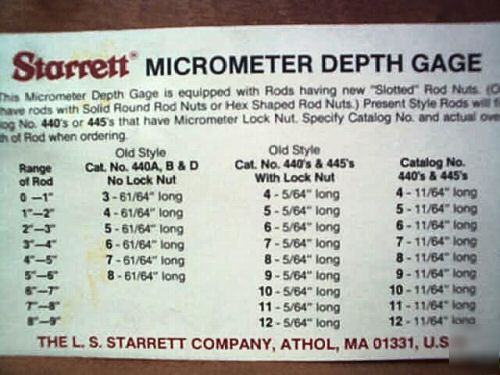 Starrett® MICROMETER DEPTH GAGE
This Micrometer Depth Gage is equipped with Rods having new "Slotted" Rod Nuts. (O
have rods with Solid Round Rod Nuts or Hex Shaped Rod Nuts.) Present Style Rods will
log No. 440's or 445's that have Micrometer Lock Nut. Specify Catalog No. and actual over
th of Rod when ordering.
Old Style Old Style
Range Cat. No. 440A, B & D Cat. No. 440's & 445's Catalog No.
of Rod No Lock Nut With Lock Nut 440's & 445's
0 —1" 3 - 61/64" long 4 - 5/64" long 4 - 11/64" long
1"—2" 4 - 61/64" long 5 - 5/64" long 5 - 11/64" long
2"—3" 5 - 61/64" long 6 - 5/64" long 6 - 11/64" long
3"—4" 6 - 61/64" long 7 - 5/64" long 7 - 11/64" long
4"—5" 7 - 61/64" long 8 - 5/64" long 8 - 11/64" long
5"—6" 8 - 61/64" long 9 - 5/64" long 9 - 11/64" long
6"—7" 10 - 5/64" long 10 - 11/64" long
7"—8" 11 - 5/64" long 11 - 11/64" long
8"—9" 12 - 5/64" long 12 - 11/64" long
THE L. S. STARRETT COMPANY, ATHOL, MA 01331, U.S